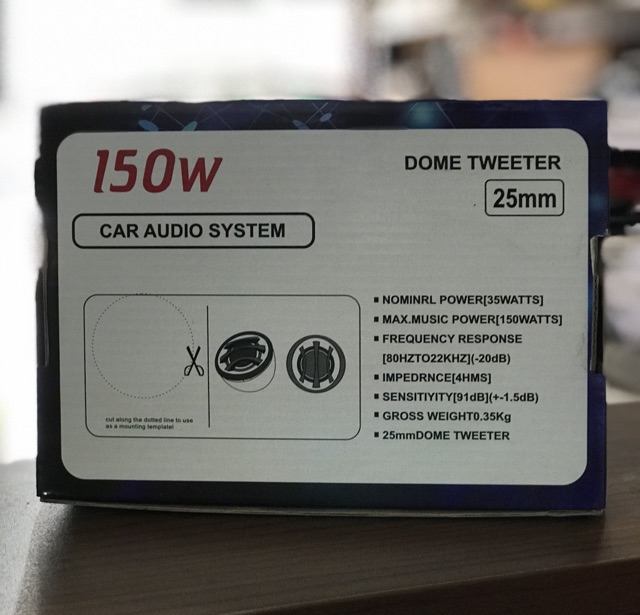 150W
DOME TWEETER
25mm
CAR AUDIO SYSTEM
cut along the dotted line to use
as a mounting template!
▪ NOMINRL POWER[35WATTS]
▪ MAX.MUSIC POWER[150WATTS]
▪ FREQUENCY RESPONSE
[80HZTO22KHZ](-20dB)
▪ IMPEDRNCE[4HMS]
▪ SENSITIYITY[91dB](+-1.5dB)
▪ GROSS WEIGHT0.35Kg
▪ 25mmDOME TWEETER